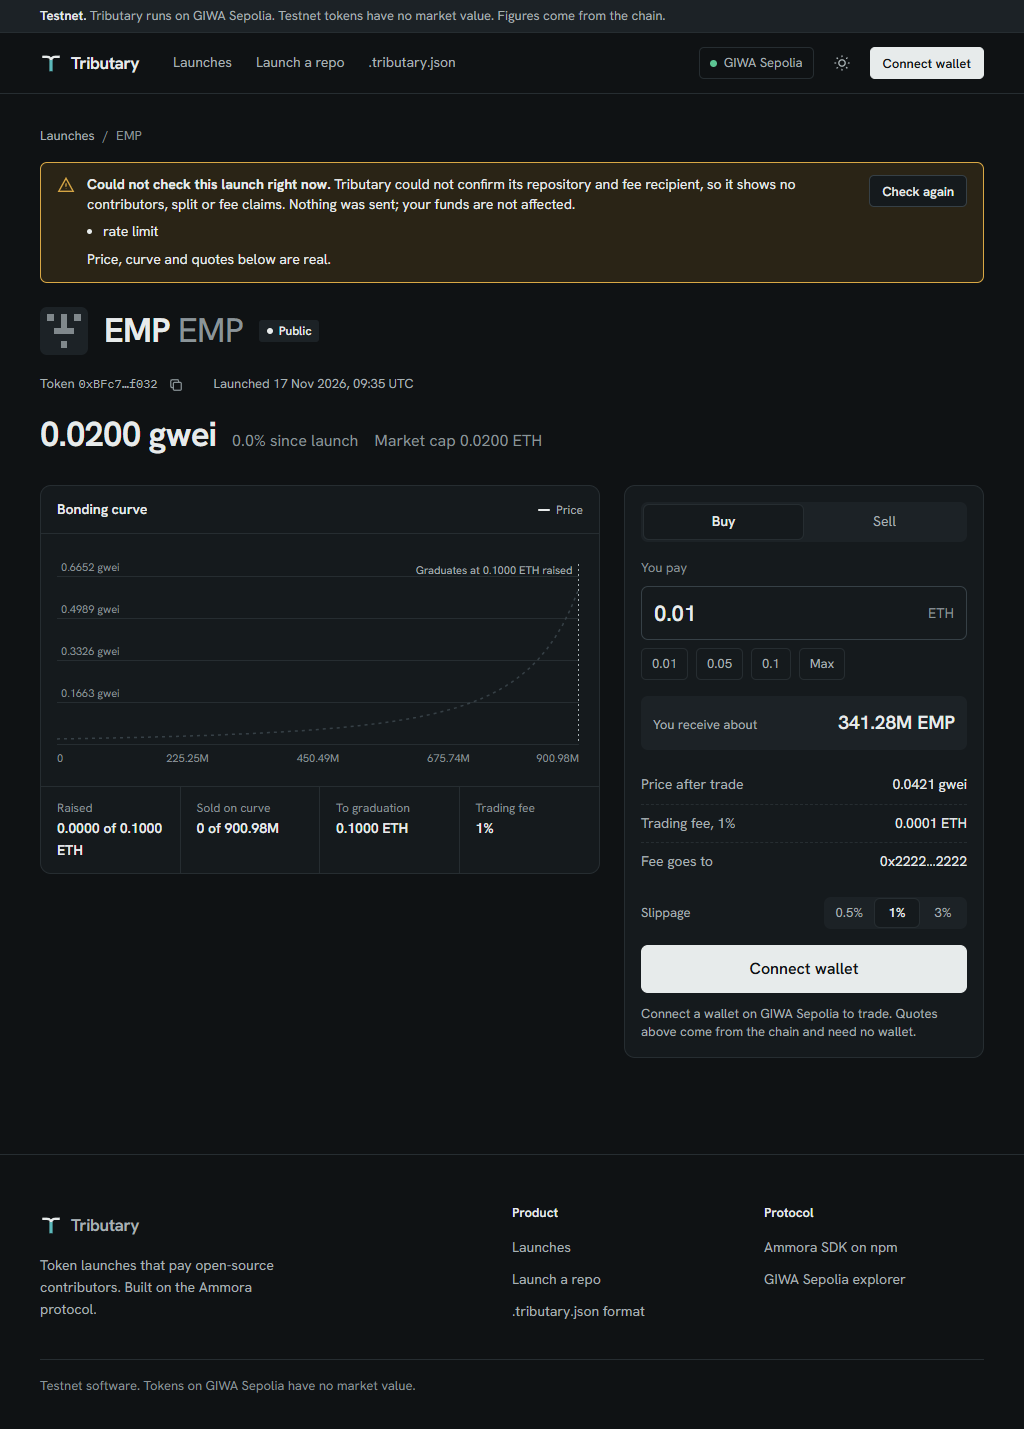 Testnet. Tributary runs on GIWA Sepolia. Testnet tokens have no market value. Figures come from the chain.
Tributary
Launches
Launch a repo
.tributary.json
GIWA Sepolia
Connect wallet
Launches / EMP
Could not check this launch right now. Tributary could not confirm its repository and fee recipient, so it shows no
contributors, split or fee claims. Nothing was sent; your funds are not affected.
Check again
• rate limit
Price, curve and quotes below are real.
EMP EMP
Public
Token 0xBFc7…f032
Launched 17 Nov 2026, 09:35 UTC
0.0200 gwei
0.0% since launch
Market cap 0.0200 ETH
Bonding curve
Price
0.6652 gwei
Graduates at 0.1000 ETH raised
0.4989 gwei
0.3326 gwei
0.1663 gwei
0
225.25M
450.49M
675.74M
900.98M
Raised
0.0000 of 0.1000
ETH
Sold on curve
0 of 900.98M
To graduation
0.1000 ETH
Trading fee
1%
Buy
Sell
You pay
0.01
ETH
0.01
0.05
0.1
Max
You receive about
341.28M EMP
Price after trade
0.0421 gwei
Trading fee, 1%
0.0001 ETH
Fee goes to
0x2222…2222
Slippage
0.5%
1%
3%
Connect wallet
Connect a wallet on GIWA Sepolia to trade. Quotes
above come from the chain and need no wallet.
Tributary
Token launches that pay open-source
contributors. Built on the Ammora
protocol.
Product
Launches
Launch a repo
.tributary.json format
Protocol
Ammora SDK on npm
GIWA Sepolia explorer
Testnet software. Tokens on GIWA Sepolia have no market value.